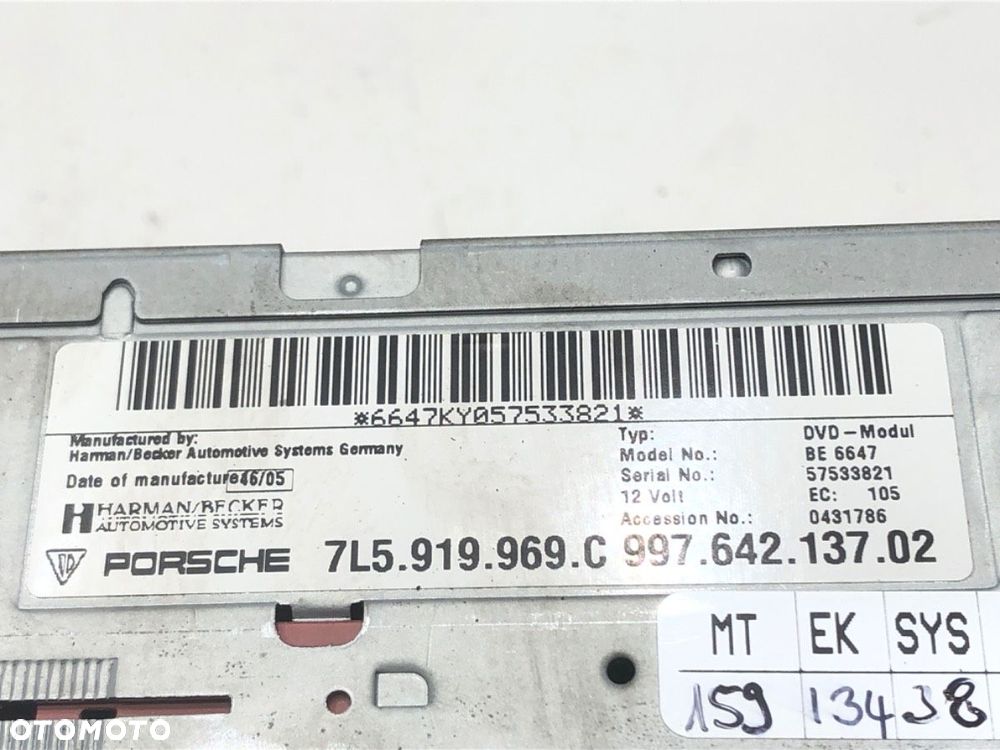 *6647KY057533821*
Manufactured by:
Harman/Becker Automotive Systems Germany
Date of manufacture 46/05
HARMAN/BECKER
AUTOMOTIVE SYSTEMS
Typ: DVD-Modul
Model No.: BE 6647
Serial No.: 57533821
12 Volt EC: 105
Accession No.: 0431786
PORSCHE 7L5.919.969.C 997.642.137.02
MT EK SYS
159 134 38
OTOMOTO